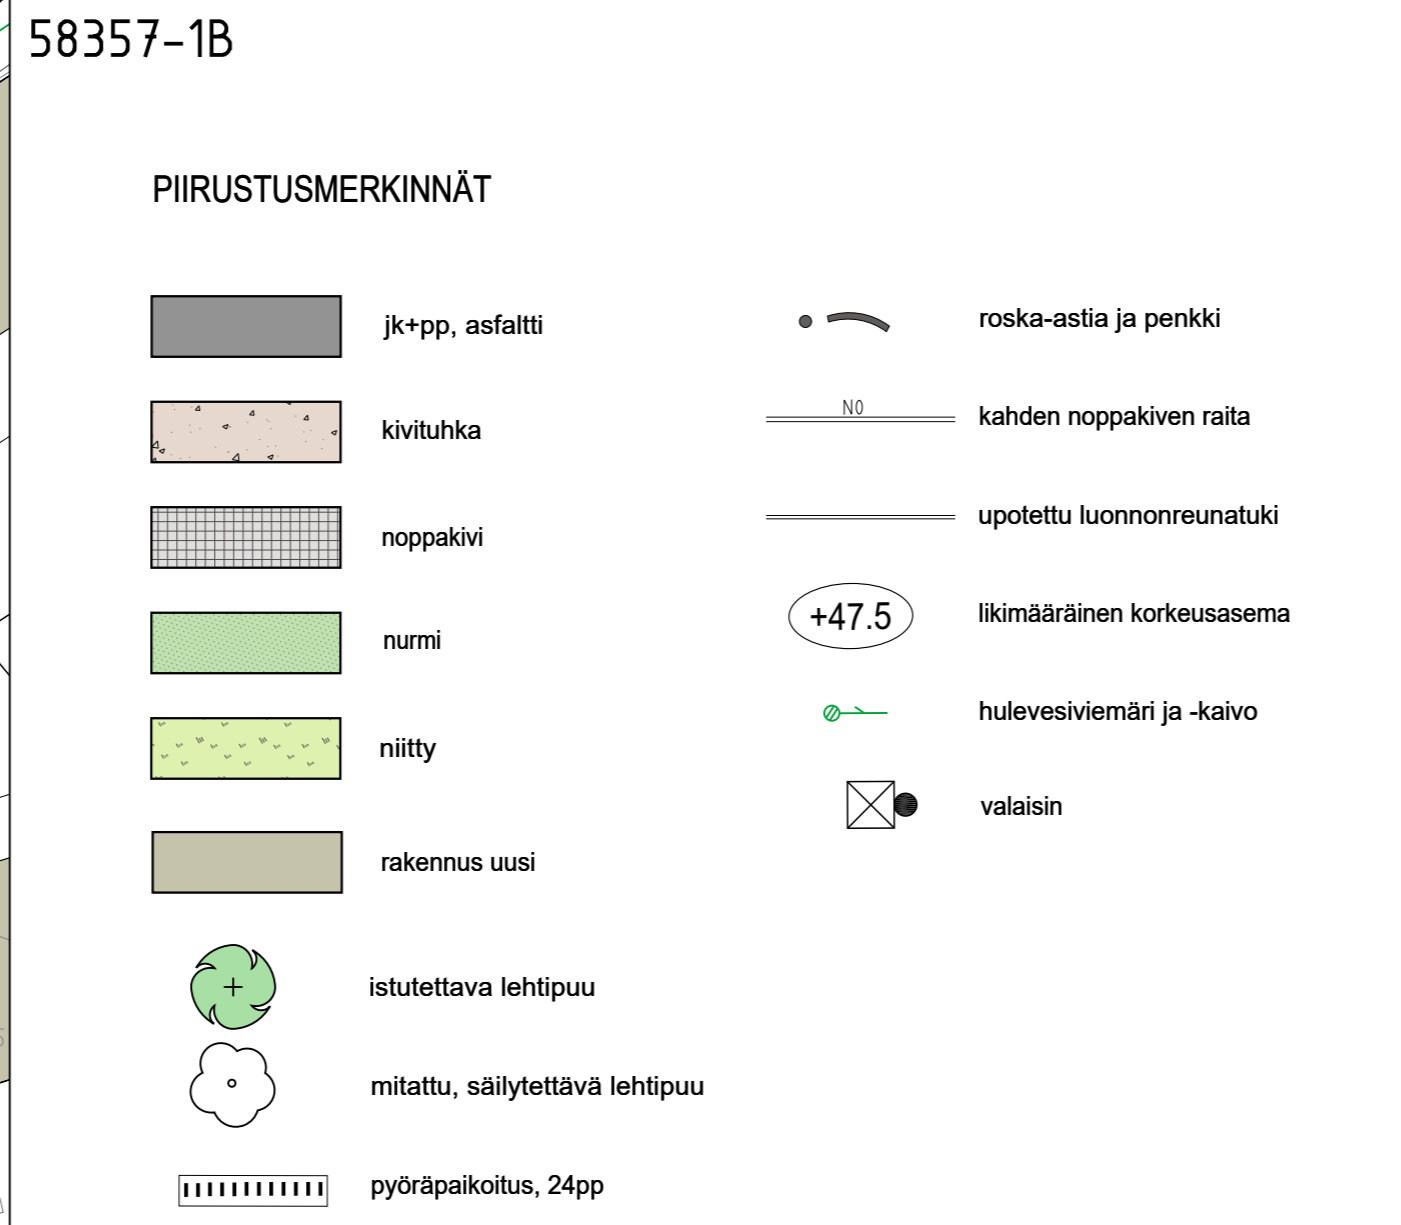 58357-1B
PIIRUSTUSMERKINNÄT
jk+pp, asfaltti
kivituhka
noppakivi
nurmi
niitty
rakennus uusi
istutettava lehtipuu
mitattu, säilytettävä lehtipuu
pyöräpaikoitus, 24pp
roska-astia ja penkki
N0
kahden noppakiven raita
upotettu luonnonreunatuki
+47.5
likimääräinen korkeusasema
hulevesiviemäri ja -kaivo
valaisin